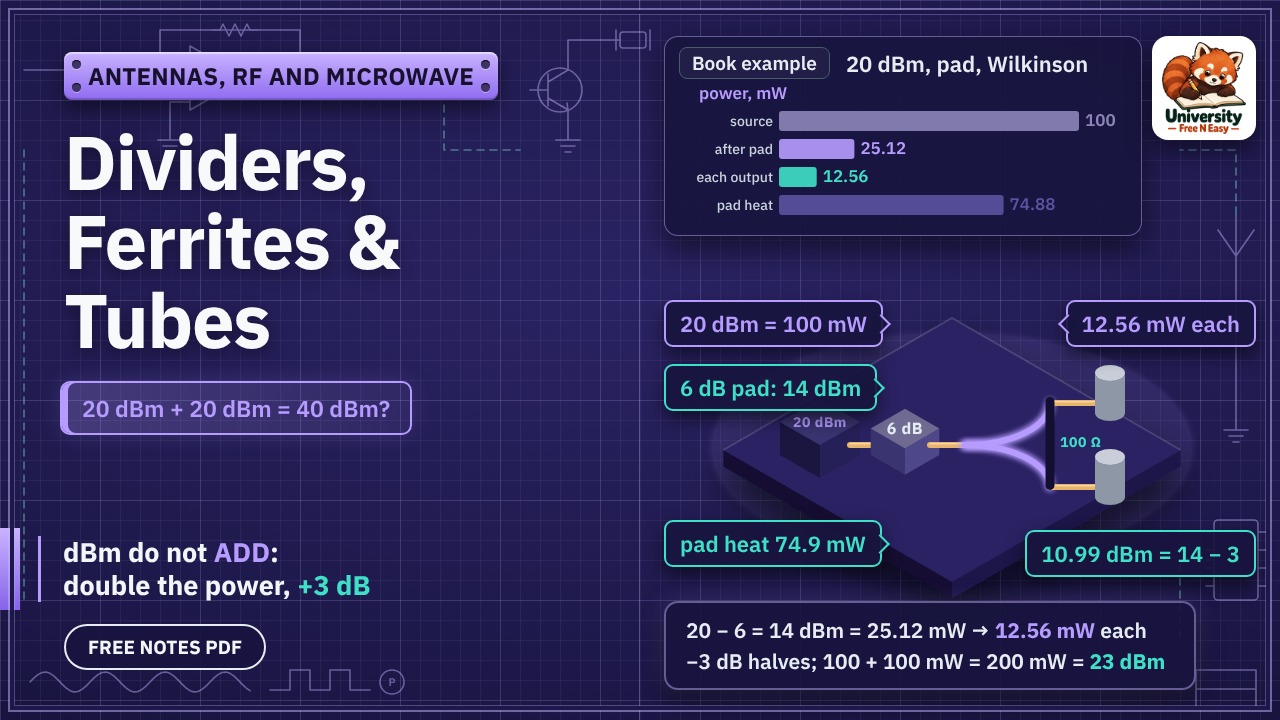 ANTENNAS, RF AND MICROWAVE
Dividers,
Ferrites &
Tubes
20 dBm + 20 dBm = 40 dBm?
dBm do not ADD:
double the power, +3 dB
FREE NOTES PDF
P
Book example
20 dBm, pad, Wilkinson
power, mW
source 100
after pad 25.12
each output 12.56
pad heat 74.88
University
Free N Easy
20 dBm = 100 mW
12.56 mW each
6 dB pad: 14 dBm
20 dBm
6 dB
100 Ω
pad heat 74.9 mW
10.99 dBm = 14 – 3
20 – 6 = 14 dBm = 25.12 mW → 12.56 mW each
–3 dB halves; 100 + 100 mW = 200 mW = 23 dBm